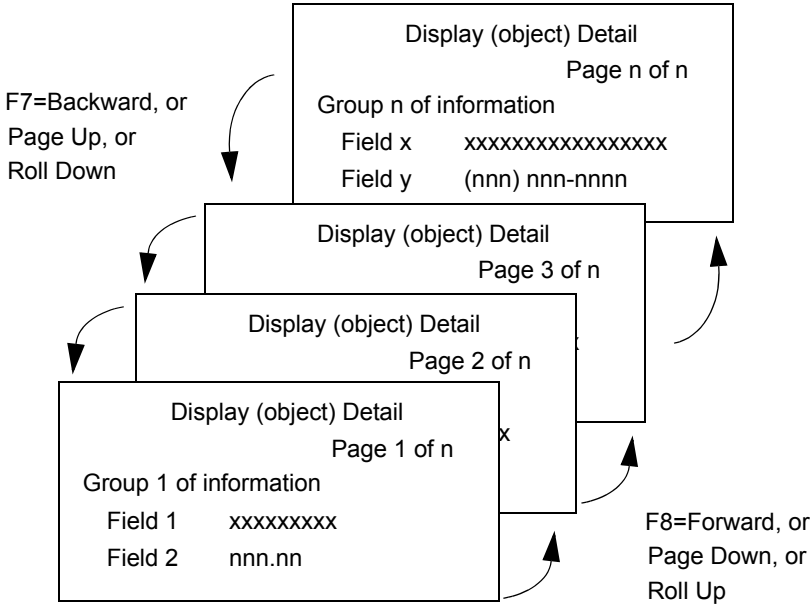 Display (object) Detail
Page n of n
Group n of information
Field x xxxxxxxxxxxxxxxxx
Field y (nnn) nnn-nnnn
F7=Backward, or
Page Up, or
Roll Down
Display (object) Detail
Page 3 of n
x
Display (object) Detail
Page 2 of n
x
Display (object) Detail
Page 1 of n
Group 1 of information
Field 1 xxxxxxxxx
Field 2 nnn.nn
F8=Forward, or
Page Down, or
Roll Up